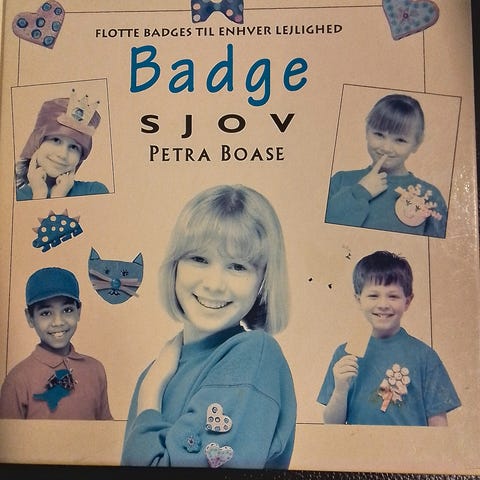 FLOTTE BADGES TIL ENHVER LEJLIGHED
Badge
SJOV
PETRA BOASE